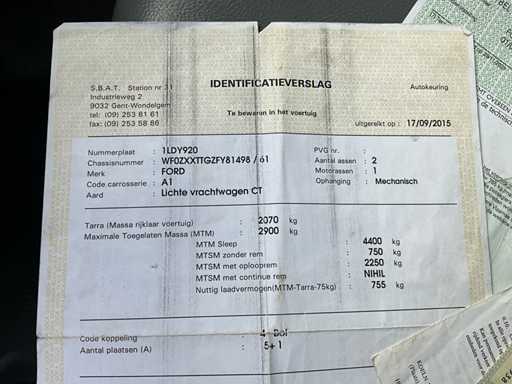 S.B.A.T. Station nr 31
Industrieweg 2
9032 Gent-Wondelgem
tel: (09) 253 81 61
fax: (09) 253 58 86
IDENTIFICATIEVERSLAG
Autokeuring
Te bewaren in het voertuig
uitgereikt op : 17/09/2015
Nummerplaat : 1LDY920
Chassisnummer : WF0ZXXTTGZFY81498 / 61
Merk : FORD
Code carrosserie : A1
Aard : Lichte vrachtwagen CT
PVG nr. :
Aantal assen : 2
Motorassen : 1
Ophanging : Mechanisch
Tarra (Massa rijklaar voertuig) : 2070 kg
Maximale Toegelaten Massa (MTM) : 2900 kg
MTM Sleep : 4400 kg
MTSM zonder rem : 750 kg
MTSM met oplooprem : 2250 kg
MTSM met continue rem : NIHIL kg
Nuttig laadvermogen(MTM-Tarra-75kg) : 755 kg
Code koppeling : 4 Bol
Aantal plaatsen (A) : 5+1